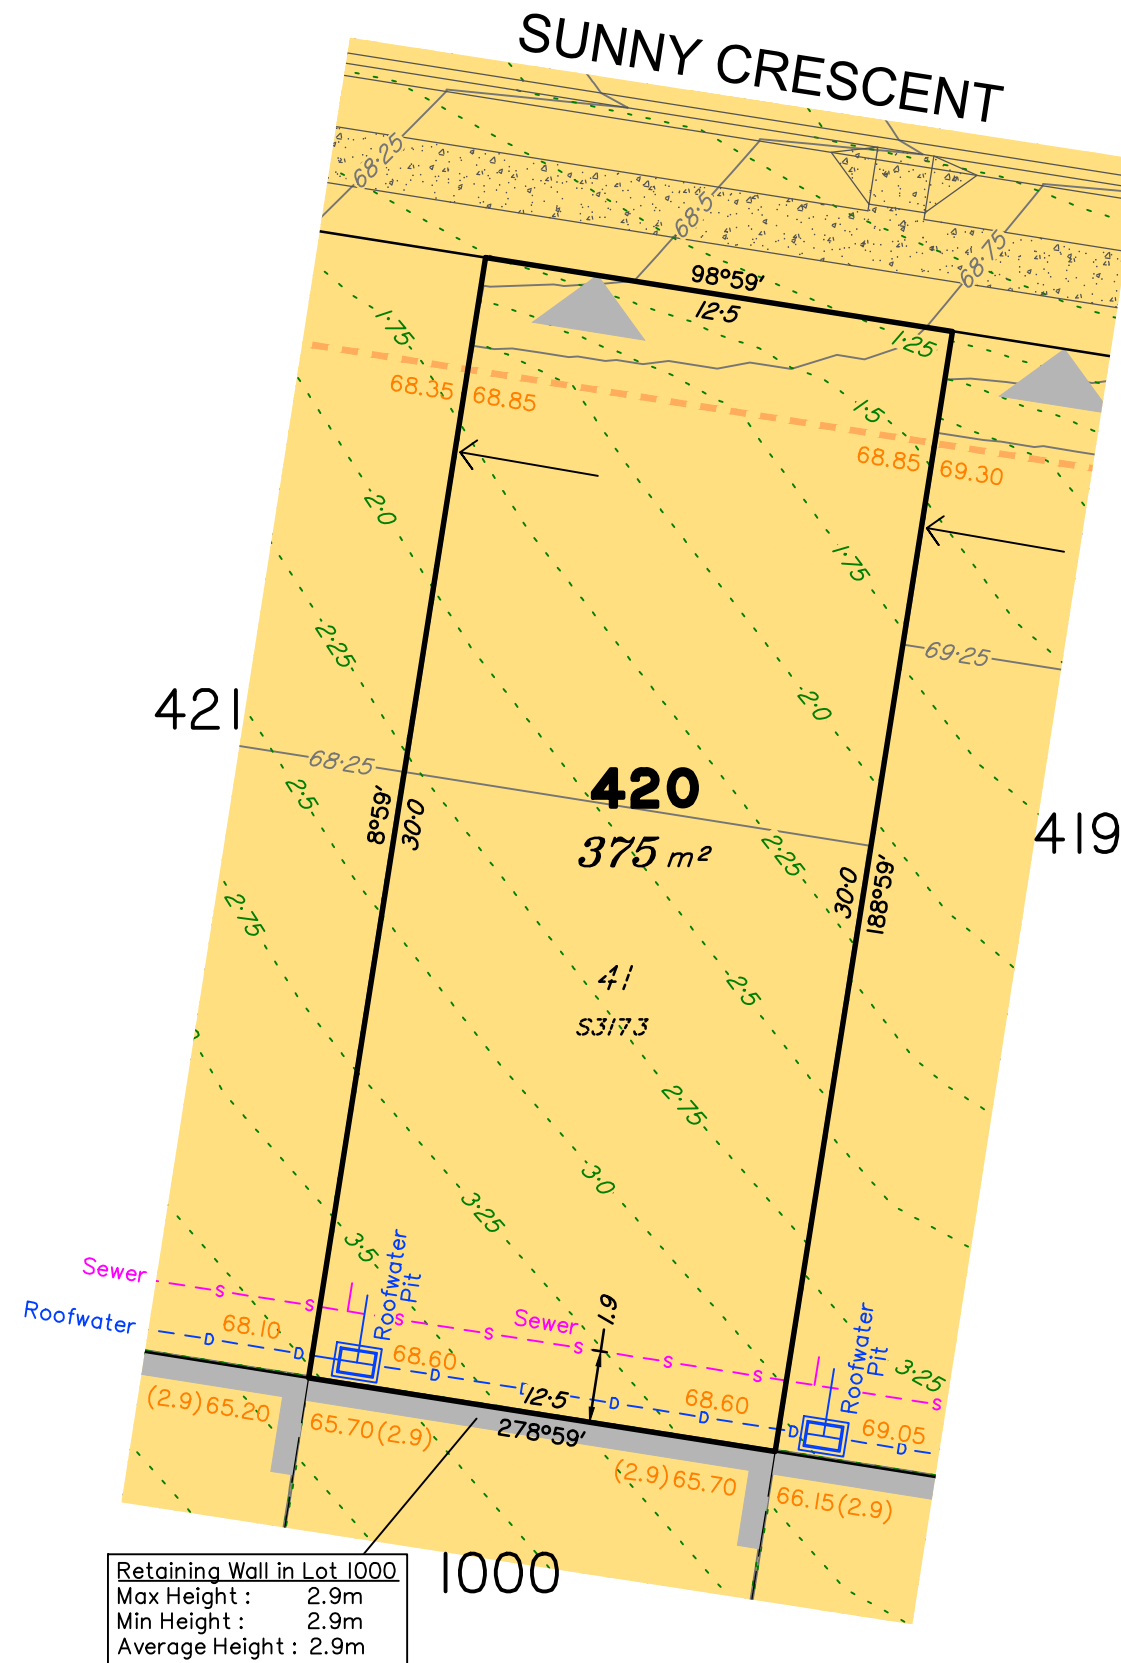 SUNNY CRESCENT
68·25
68·5
68·75
98°59'
12·5
1·75
1·25
68.35
68.85
1·5
68.85
69.30
2·0
1·75
2·25
69·25
2·0
421
68·25
420
375 m²
419
2·5
8°59'
30·0
2·25
30·0
188°59'
2·75
41
S3173
2·5
2·75
3·0
3·25
3·5
Roofwater
Pit
Sewer
S
S
S
S
Sewer
S
S
S
S
1.9
Roofwater
D
D
D
D
D
D
D
D
68.10
68.60
12·5
68.60
Roofwater
Pit
3·25
69.05
(2.9) 65.20
65.70 (2.9)
278°59'
(2.9) 65.70
66.15 (2.9)
1000
Retaining Wall in Lot 1000
Max Height : 2.9m
Min Height : 2.9m
Average Height : 2.9m